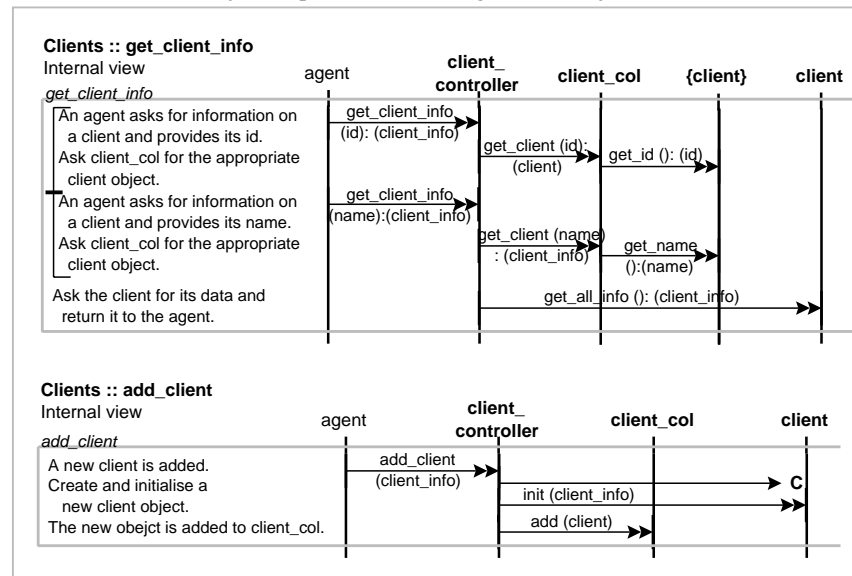 Clients :: get_client_info
Internal view
agent
client_
controller
client_col
{client}
client
get_client_info
An agent asks for information on
a client and provides its id.
Ask client_col for the appropriate
client object.
An agent asks for information on
a client and provides its name.
Ask client_col for the appropriate
client object.
Ask the client for its data and
return it to the agent.
get_client_info
(id): (client_info)
get_client (id):
(client)
get_id (): (id)
get_client_info
(name):(client_info)
get_client (name)
: (client_info)
get_name
():(name)
get_all_info (): (client_info)
Clients :: add_client
Internal view
agent
client_
controller
client_col
client
add_client
A new client is added.
Create and initialise a
new client object.
The new obejct is added to client_col.
add_client
(client_info)
C
init (client_info)
add (client)